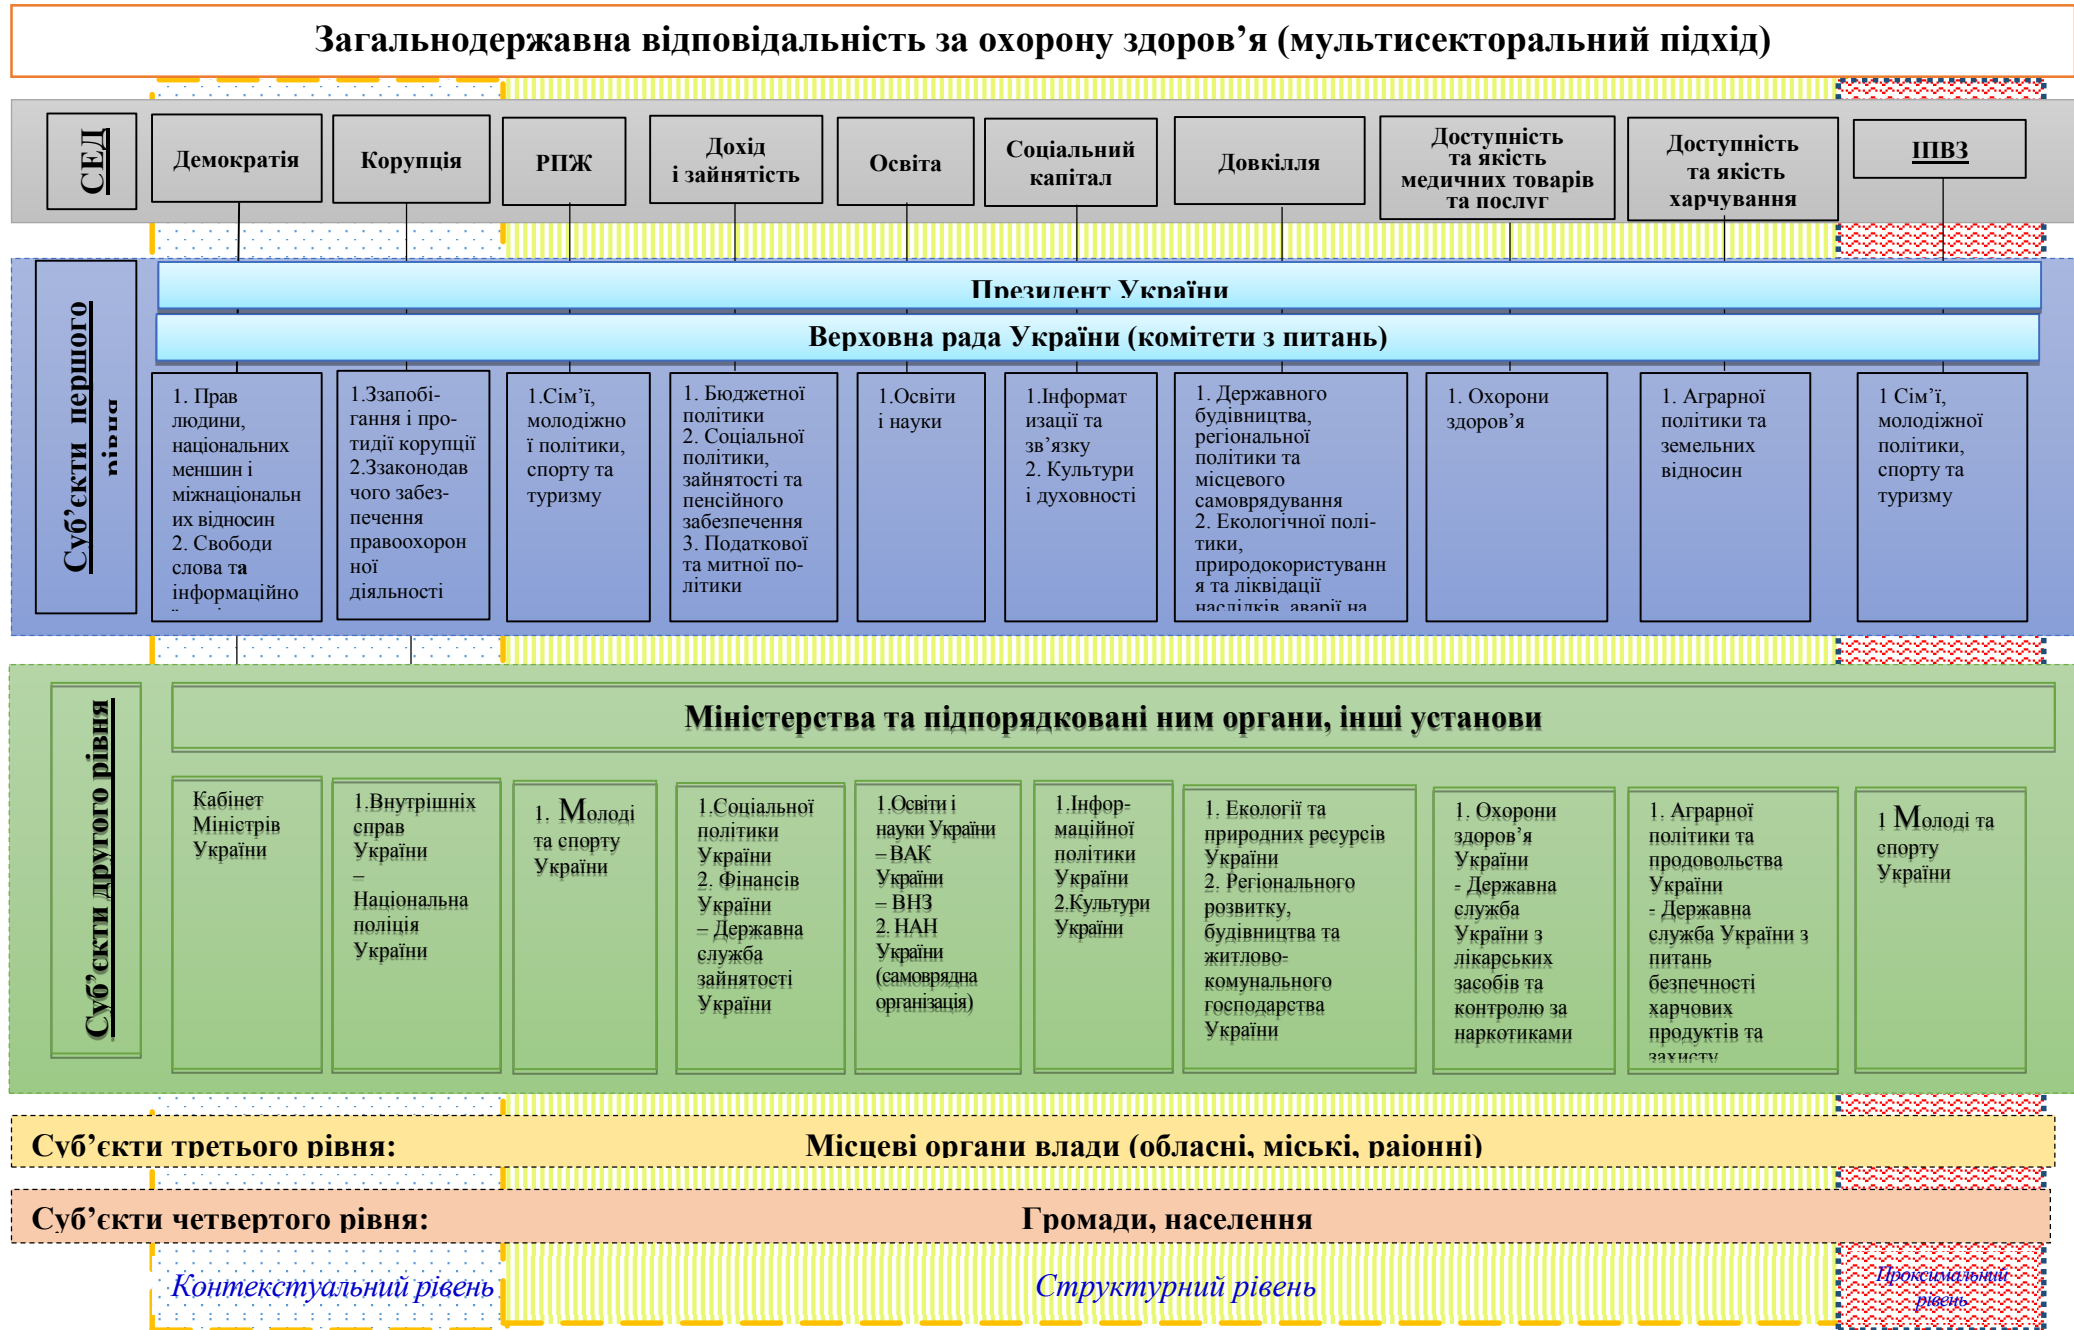 Загальнодержавна відповідальність за охорону здоров’я (мультисекторальний підхід)
СЕД
Демократія
Корупція
РПЖ
Дохід
і зайнятість
Освіта
Соціальний
капітал
Довкілля
Доступність
та якість
медичних товарів
та послуг
Доступність
та якість
харчування
ІПВЗ
Суб’єкти першого
рівня
Президент України
Верховна рада України (комітети з питань)
1. Прав
людини,
національних
меншин і
міжнаціональн
их відносин
2. Свободи
слова та
інформаційно
1.Ззапобі-
гання і про-
тидії корупції
2.Ззаконодав
чого забез-
печення
правоохорон
ної
діяльності
1.Сім’ї,
молодіжно
ї політики,
спорту та
туризму
1. Бюджетної
політики
2. Соціальної
політики,
зайнятості та
пенсійного
забезпечення
3. Податкової
та митної по-
літики
1.Освіти
і науки
1.Інформат
изації та
зв’язку
2. Культури
і духовності
1. Державного
будівництва,
регіональної
політики та
місцевого
самоврядування
2. Екологічної полі-
тики,
природокористуванн
я та ліквідації
наслідків аварії на
1. Охорони
здоров’я
1. Аграрної
політики та
земельних
відносин
1 Сім’ї,
молодіжної
політики,
спорту та
туризму
Суб’єкти другого рівня
Міністерства та підпорядковані ним органи, інші установи
Кабінет
Міністрів
України
1.Внутрішніх
справ
України
–
Національна
поліція
України
1. Молоді
та спорту
України
1.Соціальної
політики
України
2. Фінансів
України
– Державна
служба
зайнятості
України
1.Освіти і
науки України
– ВАК
України
– ВНЗ
2. НАН
України
(самоврядна
організація)
1.Інфор-
маційної
політики
України
2.Культури
України
1. Екології та
природних ресурсів
України
2. Регіонального
розвитку,
будівництва та
житлово-
комунального
господарства
України
1. Охорони
здоров’я
України
- Державна
служба
України з
лікарських
засобів та
контролю за
наркотиками
1. Аграрної
політики та
продовольства
України
- Державна
служба України з
питань
безпечності
харчових
продуктів та
захисту
1 Молоді та
спорту
України
Суб’єкти третього рівня: Місцеві органи влади (обласні, міські, районні)
Суб’єкти четвертого рівня: Громади, населення
Контекстуальний рівень
Структурний рівень
Проксимальний
рівень